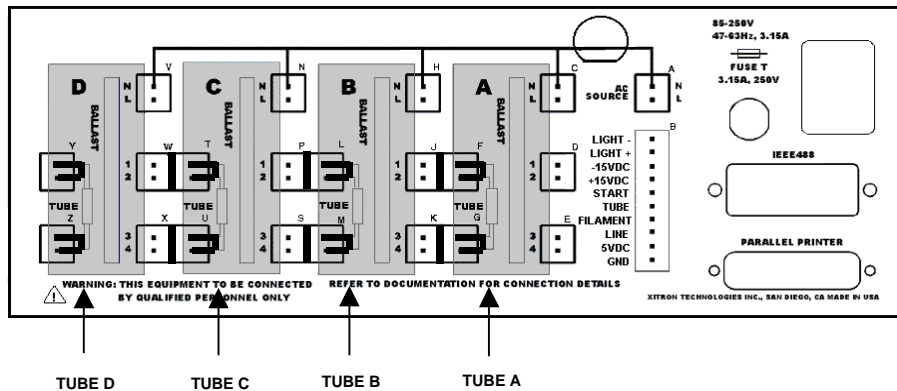 85-250V
47-63Hz, 3.15A
FUSE T
3.15A, 250V
D
C
B
A
V
N
H
C
A
N
L
N
L
N
L
N
L
AC
SOURCE
N
L
BALLAST
BALLAST
BALLAST
BALLAST
B
LIGHT -
LIGHT +
-15VDC
+15VDC
START
TUBE
FILAMENT
LINE
5VDC
GND
Y
W
T
P
L
J
F
D
1
2
1
2
1
2
1
2
TUBE
TUBE
TUBE
TUBE
Z
X
U
S
M
K
G
E
3
4
3
4
3
4
3
4
IEEE488
PARALLEL PRINTER
WARNING: THIS EQUIPMENT TO BE CONNECTED
BY QUALIFIED PERSONNEL ONLY
REFER TO DOCUMENTATION FOR CONNECTION DETAILS
XITRON TECHNOLOGIES INC., SAN DIEGO, CA MADE IN USA
TUBE D
TUBE C
TUBE B
TUBE A